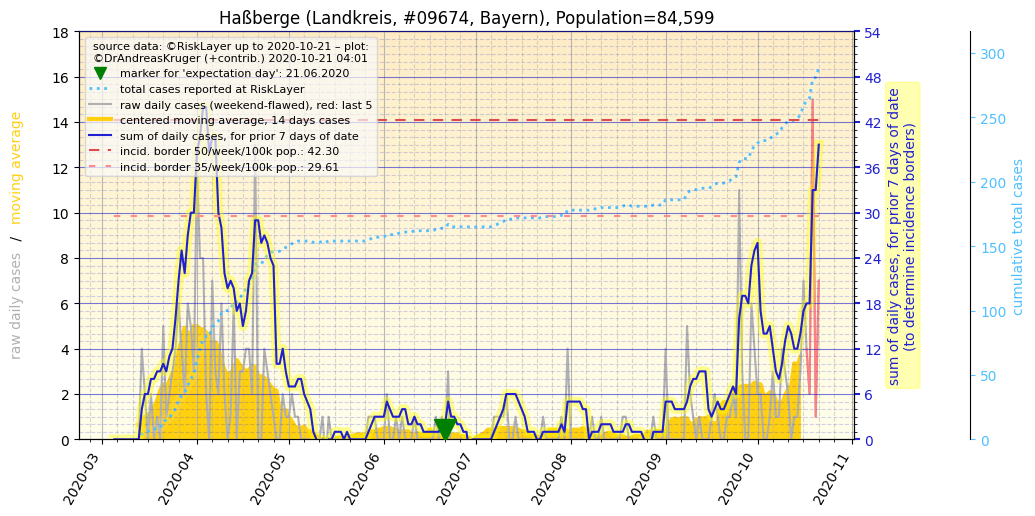 Haßberge (Landkreis, #09674, Bayern), Population=84,599
source data: ©RiskLayer up to 2020-10-21 – plot:
©DrAndreasKruger (+contrib.) 2020-10-21 04:01
marker for 'expectation day': 21.06.2020
total cases reported at RiskLayer
raw daily cases (weekend-flawed), red: last 5
centered moving average, 14 days cases
sum of daily cases, for prior 7 days of date
incid. border 50/week/100k pop.: 42.30
incid. border 35/week/100k pop.: 29.61
raw daily cases / moving average
18
16
14
12
10
8
6
4
2
0
2020-03
2020-04
2020-05
2020-06
2020-07
2020-08
2020-09
2020-10
2020-11
54
48
42
36
30
24
18
12
6
0
sum of daily cases, for prior 7 days of date
(to determine incidence borders)
300
250
200
150
100
50
0
cumulative total cases